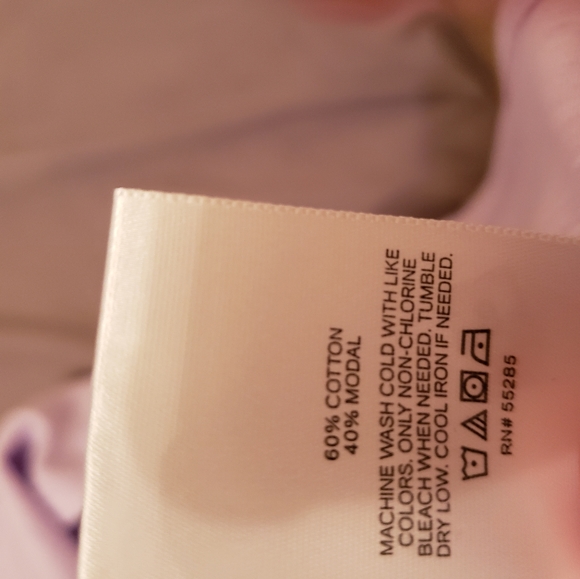 60% COTTON
40% MODAL
MACHINE WASH COLD WITH LIKE
COLORS. ONLY NON-CHLORINE
BLEACH WHEN NEEDED. TUMBLE
DRY LOW. COOL IRON IF NEEDED.
RN# 55285